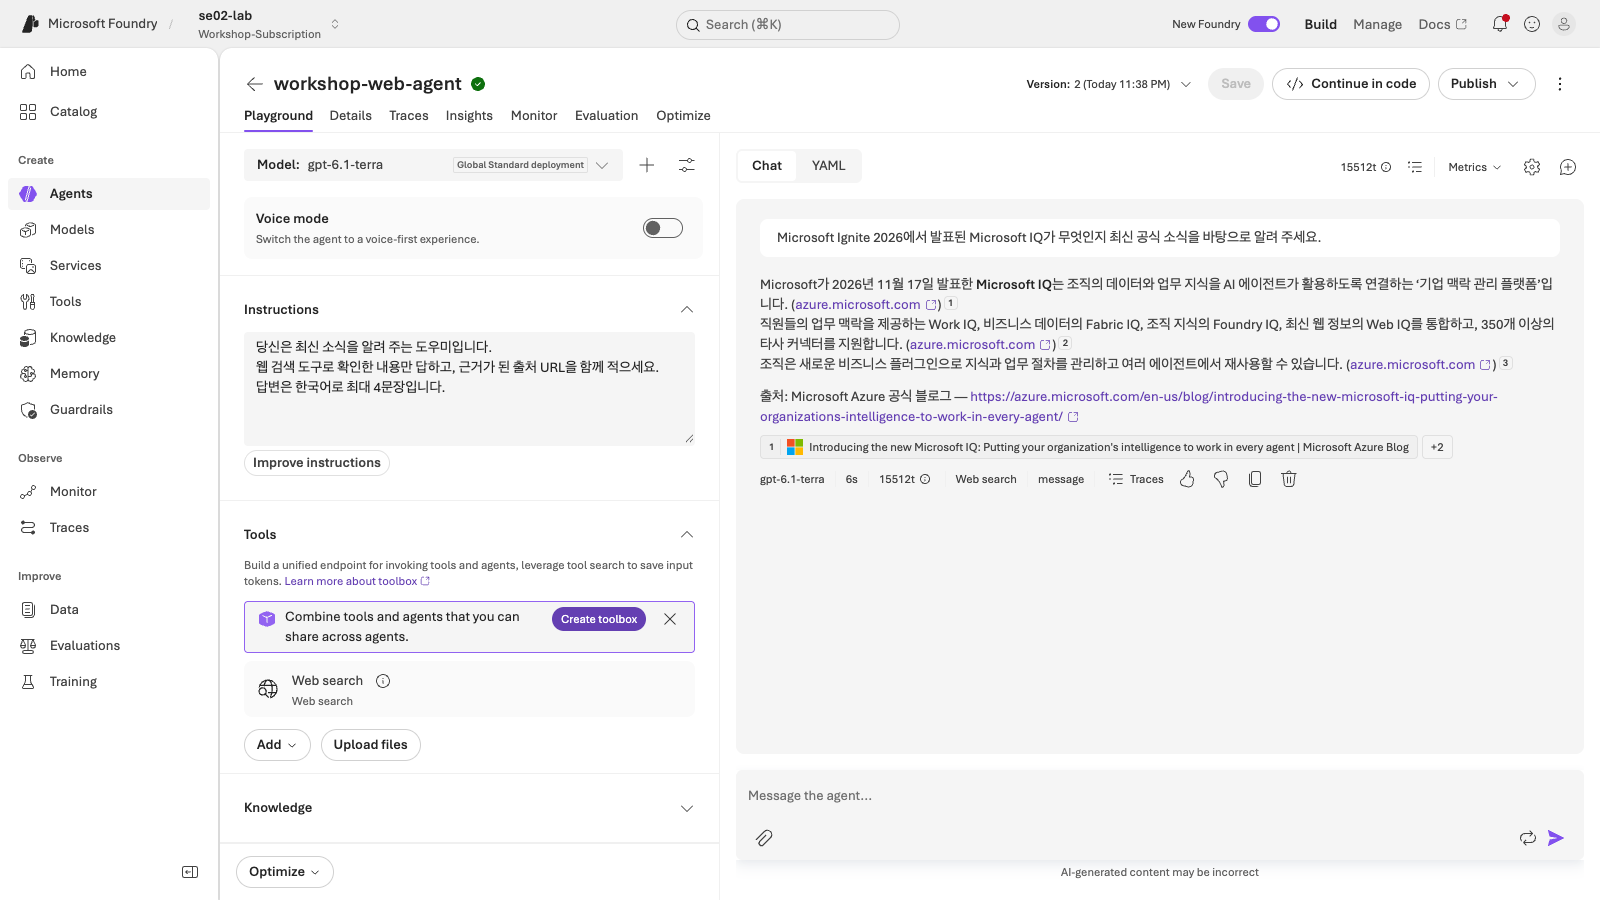 Microsoft Foundry
/
se02-lab
Workshop-Subscription
Search (⌘K)
New Foundry
Build
Manage
Docs
Home
Catalog
Create
Agents
Models
Services
Tools
Knowledge
Memory
Guardrails
Observe
Monitor
Traces
Improve
Data
Evaluations
Training
workshop-web-agent
Version: 2 (Today 11:38 PM)
Save
Continue in code
Publish
Playground
Details
Traces
Insights
Monitor
Evaluation
Optimize
Model: gpt-6.1-terra
Global Standard deployment
Voice mode
Switch the agent to a voice-first experience.
Instructions
당신은 최신 소식을 알려 주는 도우미입니다.
웹 검색 도구로 확인한 내용만 답하고, 근거가 된 출처 URL을 함께 적으세요.
답변은 한국어로 최대 4문장입니다.
Improve instructions
Tools
Build a unified endpoint for invoking tools and agents, leverage tool search to save input
tokens. Learn more about toolbox
Combine tools and agents that you can
share across agents.
Create toolbox
Web search
Web search
Add
Upload files
Knowledge
Optimize
Chat
YAML
15512t
Metrics
Microsoft Ignite 2026에서 발표된 Microsoft IQ가 무엇인지 최신 공식 소식을 바탕으로 알려 주세요.
Microsoft가 2026년 11월 17일 발표한 Microsoft IQ는 조직의 데이터와 업무 지식을 AI 에이전트가 활용하도록 연결하는 ‘기업 맥락 관리 플랫폼’입
니다. (azure.microsoft.com) 1
직원들의 업무 맥락을 제공하는 Work IQ, 비즈니스 데이터의 Fabric IQ, 조직 지식의 Foundry IQ, 최신 웹 정보의 Web IQ를 통합하고, 350개 이상의
타사 커넥터를 지원합니다. (azure.microsoft.com) 2
조직은 새로운 비즈니스 플러그인으로 지식과 업무 절차를 관리하고 여러 에이전트에서 재사용할 수 있습니다. (azure.microsoft.com) 3
출처: Microsoft Azure 공식 블로그 — https://azure.microsoft.com/en-us/blog/introducing-the-new-microsoft-iq-putting-your-
organizations-intelligence-to-work-in-every-agent/
1 Introducing the new Microsoft IQ: Putting your organization's intelligence to work in every agent | Microsoft Azure Blog
+2
gpt-6.1-terra
6s
15512t
Web search
message
Traces
Message the agent...
AI-generated content may be incorrect